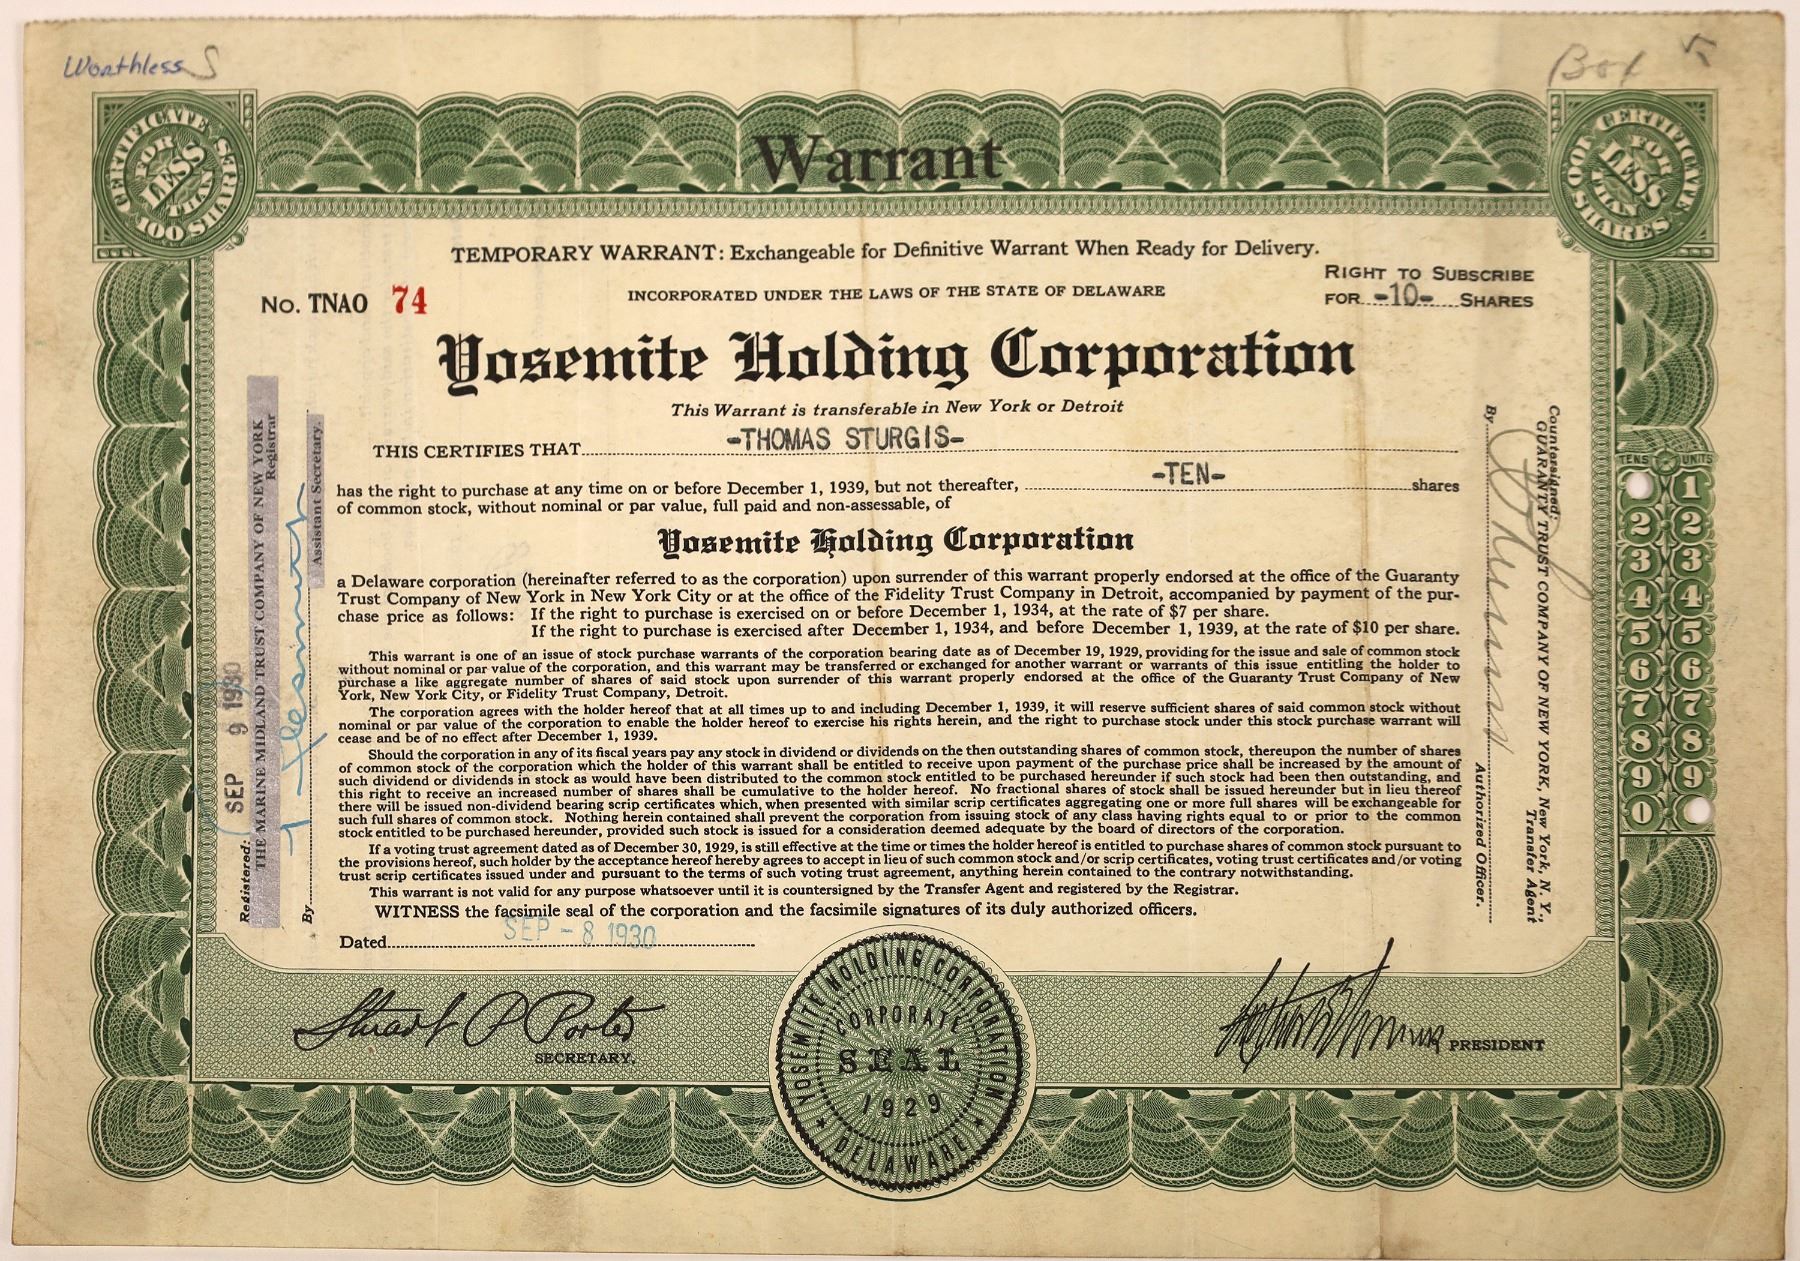 Worthless
Box
CERTIFICATE
FOR
LESS
THAN
100 SHARES
Warrant
CERTIFICATE
FOR
LESS
THAN
100 SHARES
TEMPORARY WARRANT: Exchangeable for Definitive Warrant When Ready for Delivery.
No. TNAO 74
INCORPORATED UNDER THE LAWS OF THE STATE OF DELAWARE
RIGHT TO SUBSCRIBE
FOR -10- SHARES
Yosemite Holding Corporation
This Warrant is transferable in New York or Detroit
THIS CERTIFIES THAT -THOMAS STURGIS-
has the right to purchase at any time on or before December 1, 1939, but not thereafter, -TEN- shares
of common stock, without nominal or par value, full paid and non-assessable, of
Yosemite Holding Corporation
a Delaware corporation (hereinafter referred to as the corporation) upon surrender of this warrant properly endorsed at the office of the Guaranty
Trust Company of New York in New York City or at the office of the Fidelity Trust Company in Detroit, accompanied by payment of the pur-
chase price as follows: If the right to purchase is exercised on or before December 1, 1934, at the rate of $7 per share.
If the right to purchase is exercised after December 1, 1934, and before December 1, 1939, at the rate of $10 per share.
This warrant is one of an issue of stock purchase warrants of the corporation bearing date as of December 19, 1929, providing for the issue and sale of common stock
without nominal or par value of the corporation, and this warrant may be transferred or exchanged for another warrant or warrants of this issue entitling the holder to
purchase a like aggregate number of shares of said stock upon surrender of this warrant properly endorsed at the office of the Guaranty Trust Company of New
York, New York City, or Fidelity Trust Company, Detroit.
The corporation agrees with the holder hereof that at all times up to and including December 1, 1939, it will reserve sufficient shares of said common stock without
nominal or par value of the corporation to enable the holder hereof to exercise his rights herein, and the right to purchase stock under this stock purchase warrant will
cease and be of no effect after December 1, 1939.
Should the corporation in any of its fiscal years pay any stock in dividend or dividends on the then outstanding shares of common stock, thereupon the number of shares
of common stock of the corporation which the holder of this warrant shall be entitled to receive upon payment of the purchase price shall be increased by the amount of
such dividend or dividends in stock as would have been distributed to the common stock entitled to be purchased hereunder if such stock had been then outstanding, and
this right to receive an increased number of shares shall be cumulative to the holder hereof. No fractional shares of stock shall be issued hereunder but in lieu thereof
there will be issued non-dividend bearing scrip certificates which, when presented with similar scrip certificates aggregating one or more full shares will be exchangeable for
such full shares of common stock. Nothing herein contained shall prevent the corporation from issuing stock of any class having rights equal to or prior to the common
stock entitled to be purchased hereunder, provided such stock is issued for a consideration deemed adequate by the board of directors of the corporation.
If a voting trust agreement dated as of December 30, 1929, is still effective at the time or times the holder hereof is entitled to purchase shares of common stock pursuant to
the provisions hereof, such holder by the acceptance hereof hereby agrees to accept in lieu of such common stock and/or scrip certificates, voting trust certificates and/or voting
trust scrip certificates issued under and pursuant to the terms of such voting trust agreement, anything herein contained to the contrary notwithstanding.
This warrant is not valid for any purpose whatsoever until it is countersigned by the Transfer Agent and registered by the Registrar.
WITNESS the facsimile seal of the corporation and the facsimile signatures of its duly authorized officers.
Dated SEP - 8 1930
Registered: SEP 9 1930
THE MARINE MIDLAND TRUST COMPANY OF NEW YORK
Registrar
By
Assistant Secretary.
Countersigned:
GUARANTY TRUST COMPANY OF NEW YORK, New York, N. Y.,
Transfer Agent
By
Authorized Officer.
TENS UNITS
1
2 2
3 3
4 4
5 5
6 6
7 7
8 8
9 9
0
Stuart P Porter
SECRETARY.
PRESIDENT
YOSEMITE HOLDING CORPORATION
CORPORATE
SEAL
1929
DELAWARE